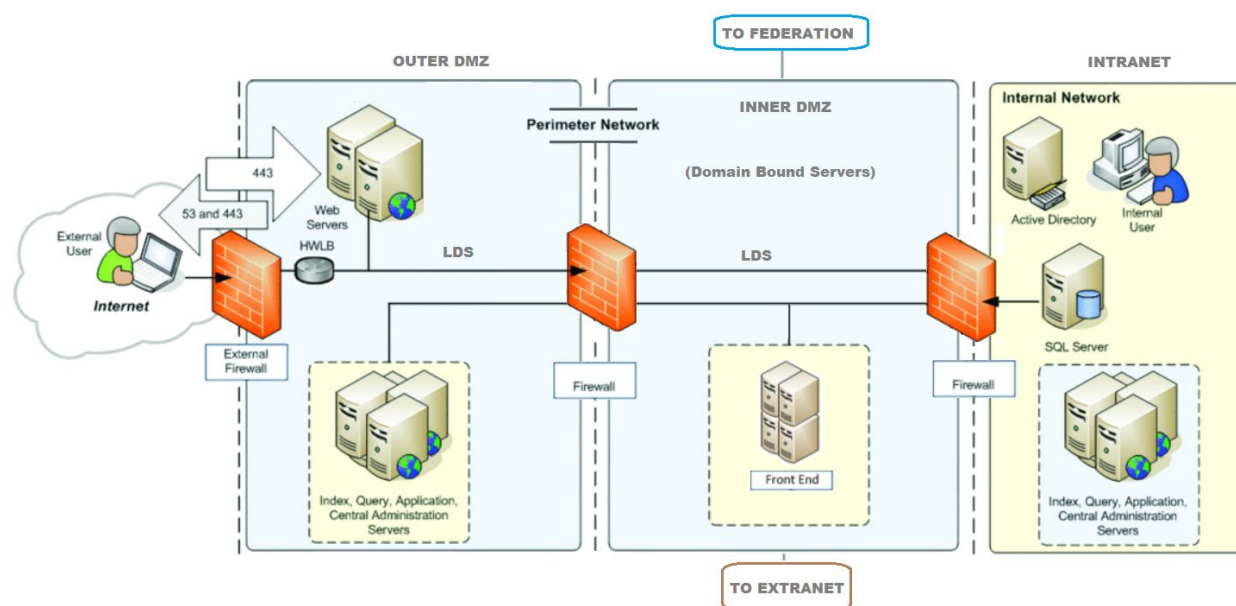 TO FEDERATION
OUTER DMZ
INTRANET
INNER DMZ
Internal Network
Perimeter Network
(Domain Bound Servers)
443
53 and 443
Web
Servers
External
User
HWLB
Internet
LDS
LDS
Active Directory
Internal
User
SQL Server
External
Firewall
Firewall
Firewall
Front End
Index, Query, Application,
Central Administration
Servers
Index, Query, Application,
Central Administration
Servers
TO EXTRANET